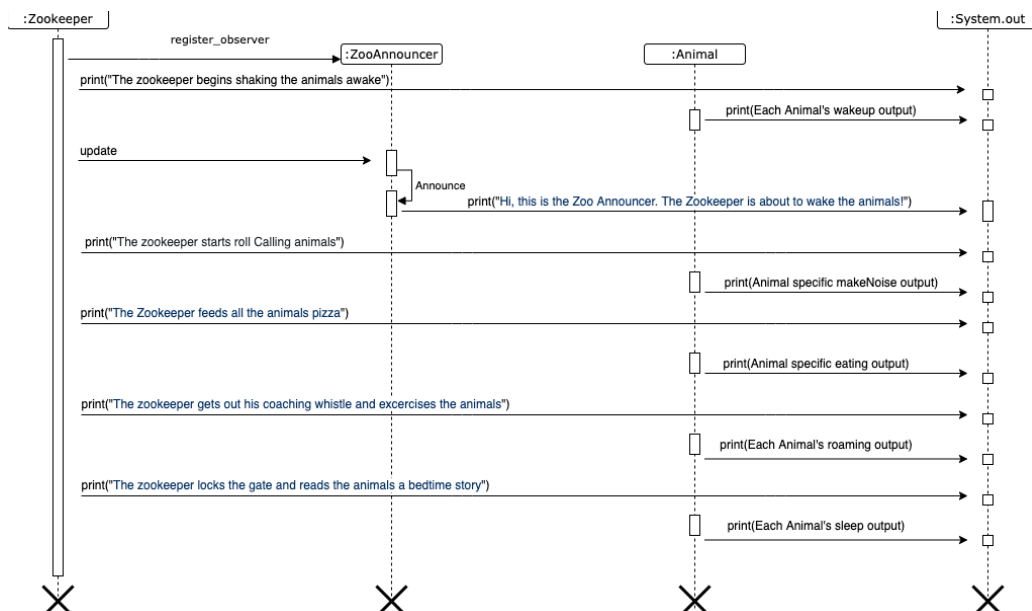 :Zookeeper
:System.out
register_observer
:ZooAnnouncer
:Animal
print("The zookeeper begins shaking the animals awake")
print(Each Animal's wakeup output)
update
Announce
print("Hi, this is the Zoo Announcer. The Zookeeper is about to wake the animals!")
print("The zookeeper starts roll Calling animals")
print(Animal specific makeNoise output)
print("The Zookeeper feeds all the animals pizza")
print(Animal specific eating output)
print("The zookeeper gets out his coaching whistle and excercises the animals")
print(Each Animal's roaming output)
print("The zookeeper locks the gate and reads the animals a bedtime story")
print(Each Animal's sleep output)